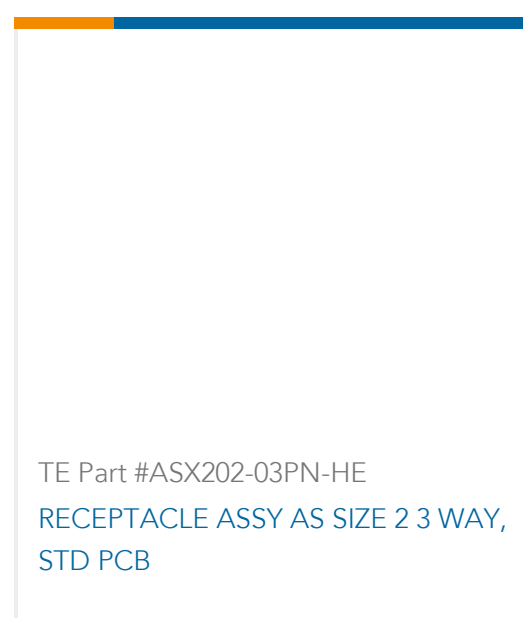 TE Part #ASX202-03PN-HE
RECEPTACLE ASSY AS SIZE 2 3 WAY,
STD PCB